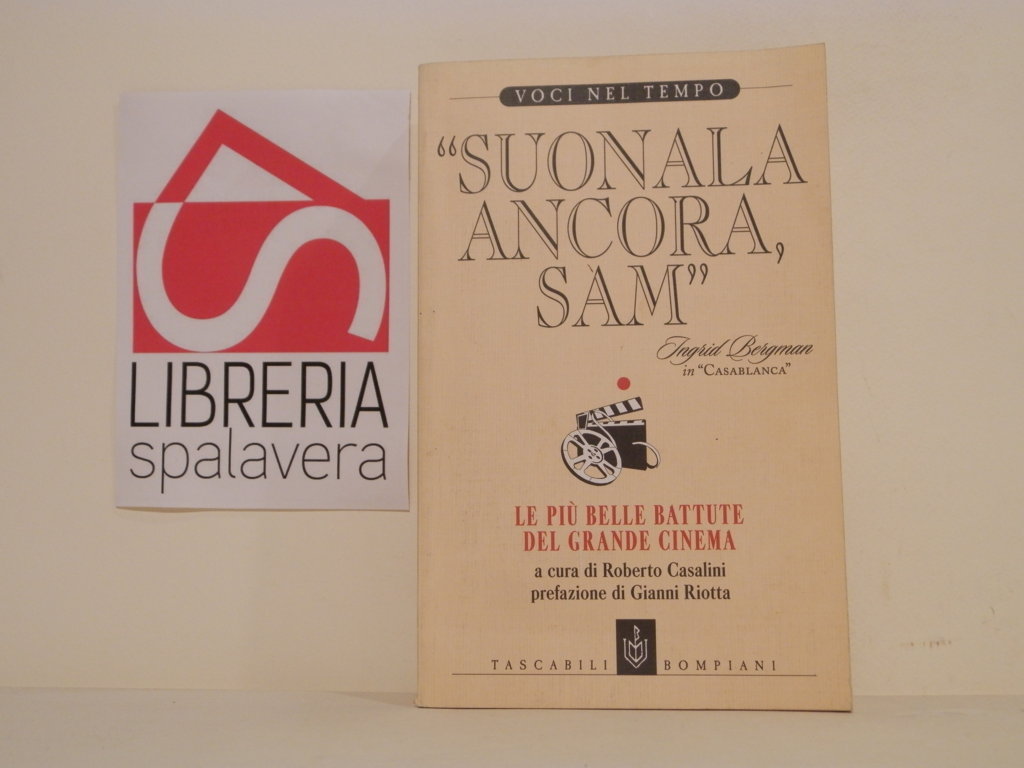 LIBRERIA
spalavera
VOCI NEL TEMPO
"SUONALA
ANCORA,
SAM"
Ingrid Bergman
in "CASABLANCA"
LE PIÙ BELLE BATTUTE
DEL GRANDE CINEMA
a cura di Roberto Casalini
prefazione di Gianni Riotta
TASCABILI BOMPIANI